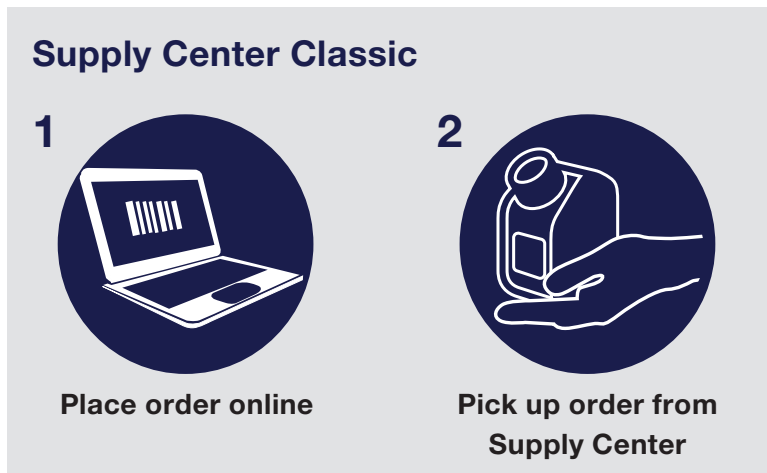 Supply Center Classic
1
2
Place order online
Pick up order from
Supply Center